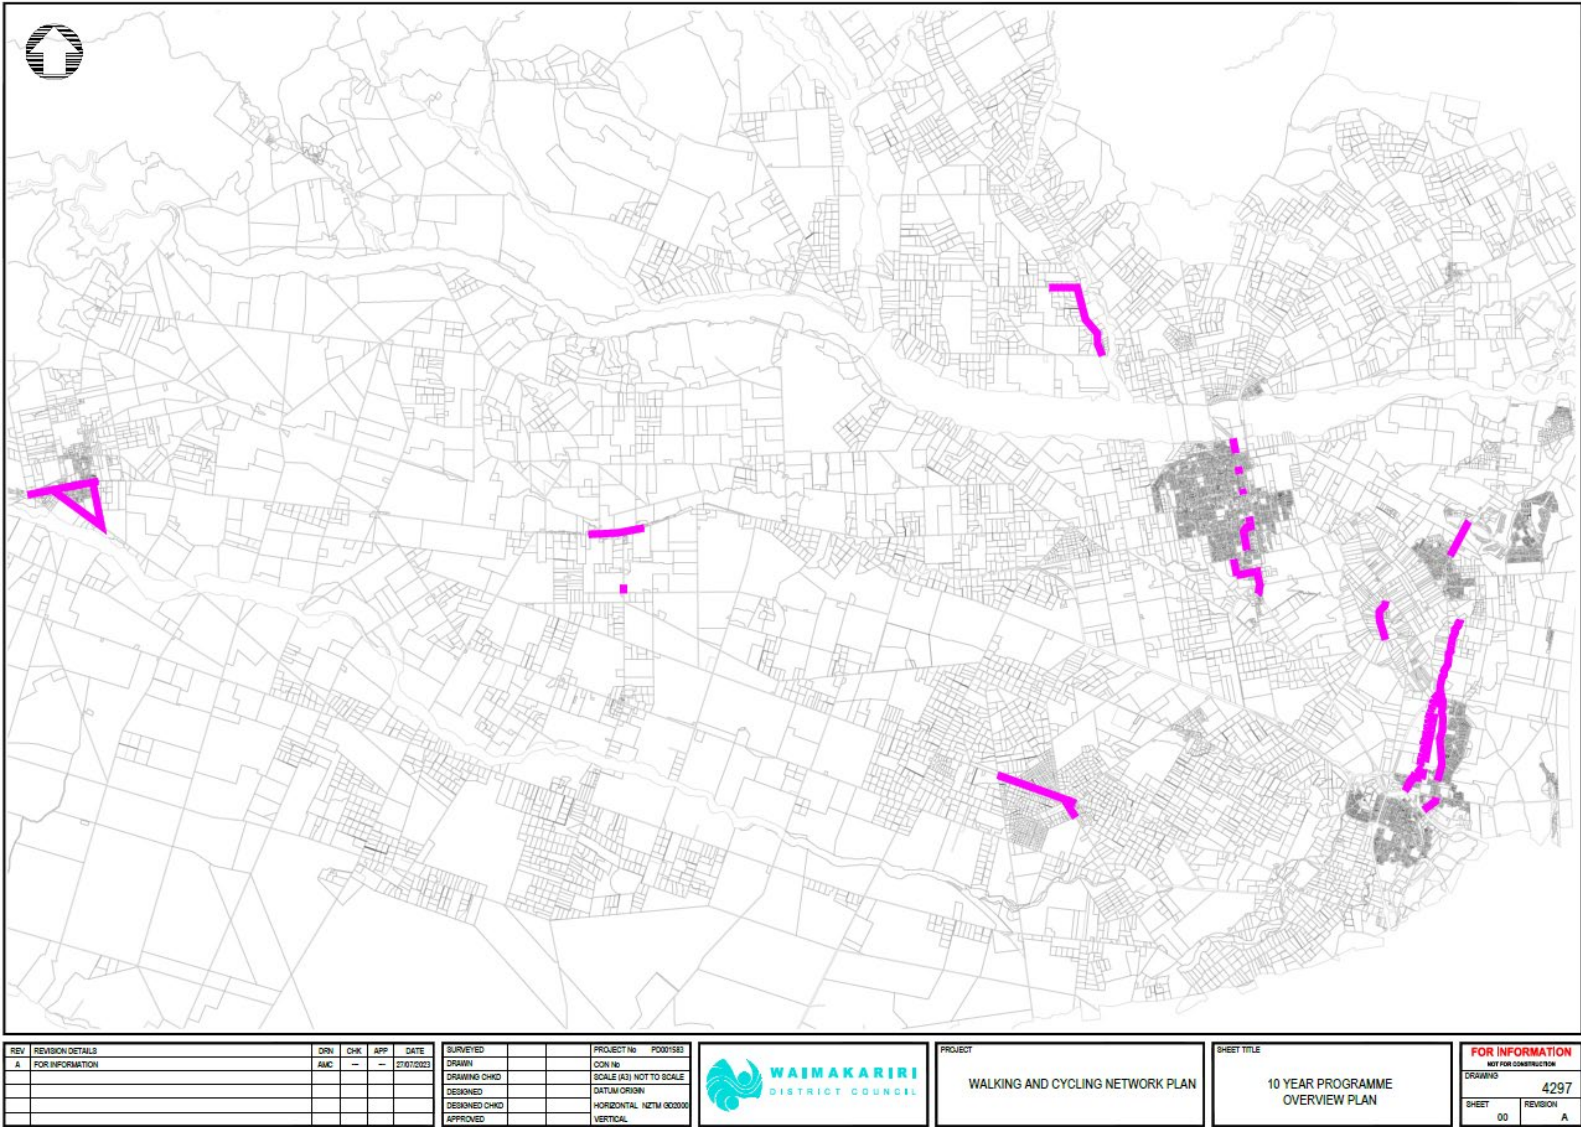 REV REVISION DETAILS DRN CHK APP DATE
A FOR INFORMATION AMC — — 27/07/2023
SURVEYED
DRAWN
DRAWING CHKD
DESIGNED
DESIGNED CHKD
APPROVED
PROJECT No PD001583
CON No
SCALE (A3) NOT TO SCALE
DATUM ORIGIN
HORIZONTAL NZTM GD2000
VERTICAL
WAIMAKARIRI
DISTRICT COUNCIL
PROJECT
WALKING AND CYCLING NETWORK PLAN
SHEET TITLE
10 YEAR PROGRAMME
OVERVIEW PLAN
FOR INFORMATION
NOT FOR CONSTRUCTION
DRAWING
4297
SHEET REVISION
00 A